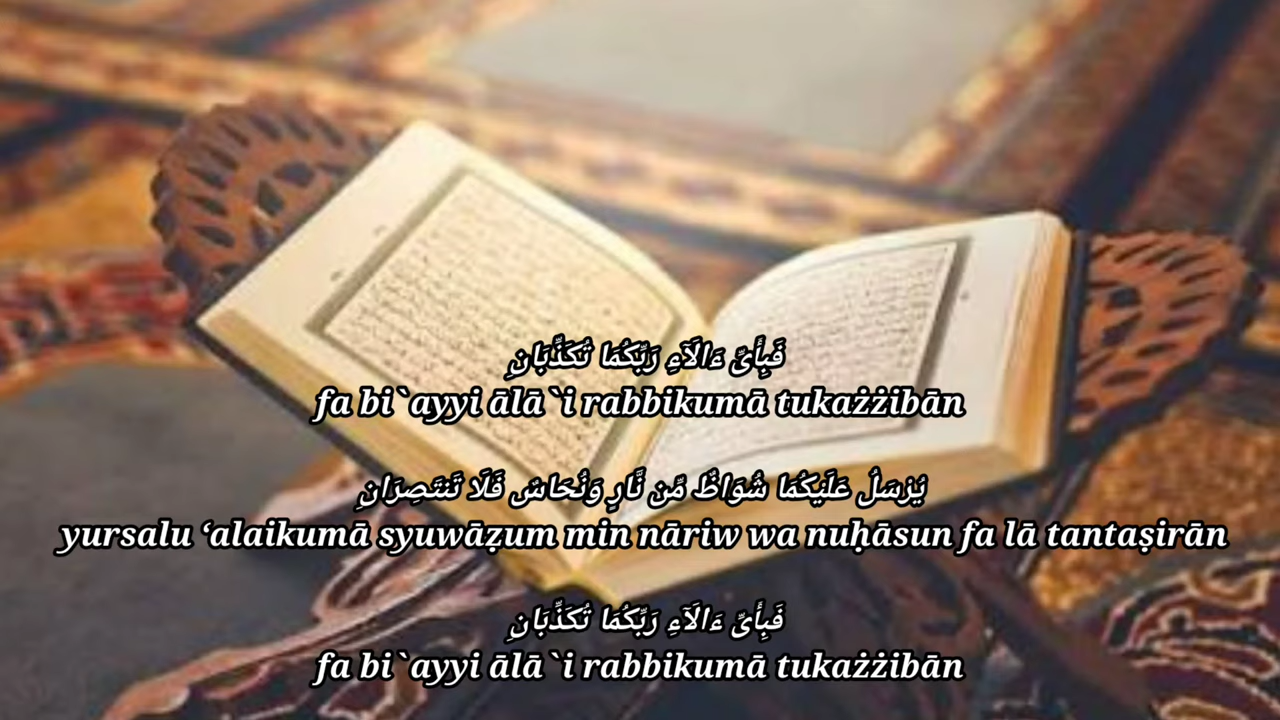 فَبِأَىِّ ءَالَآءِ رَبِّكُمَا تُكَذِّبَانِ
fa bi`ayyi ālā`i rabbikumā tukażżibān
يُرْسَلُ عَلَيْكُمَا شُوَاظٌ مِّن نَّارٍ وَنُحَاسٌ فَلَا تَنتَصِرَانِ
yursalu ‘alaikumā syuwāẓum min nāriw wa nuḥāsun fa lā tantaṣirān
فَبِأَىِّ ءَالَآءِ رَبِّكُمَا تُكَذِّبَانِ
fa bi`ayyi ālā`i rabbikumā tukażżibān